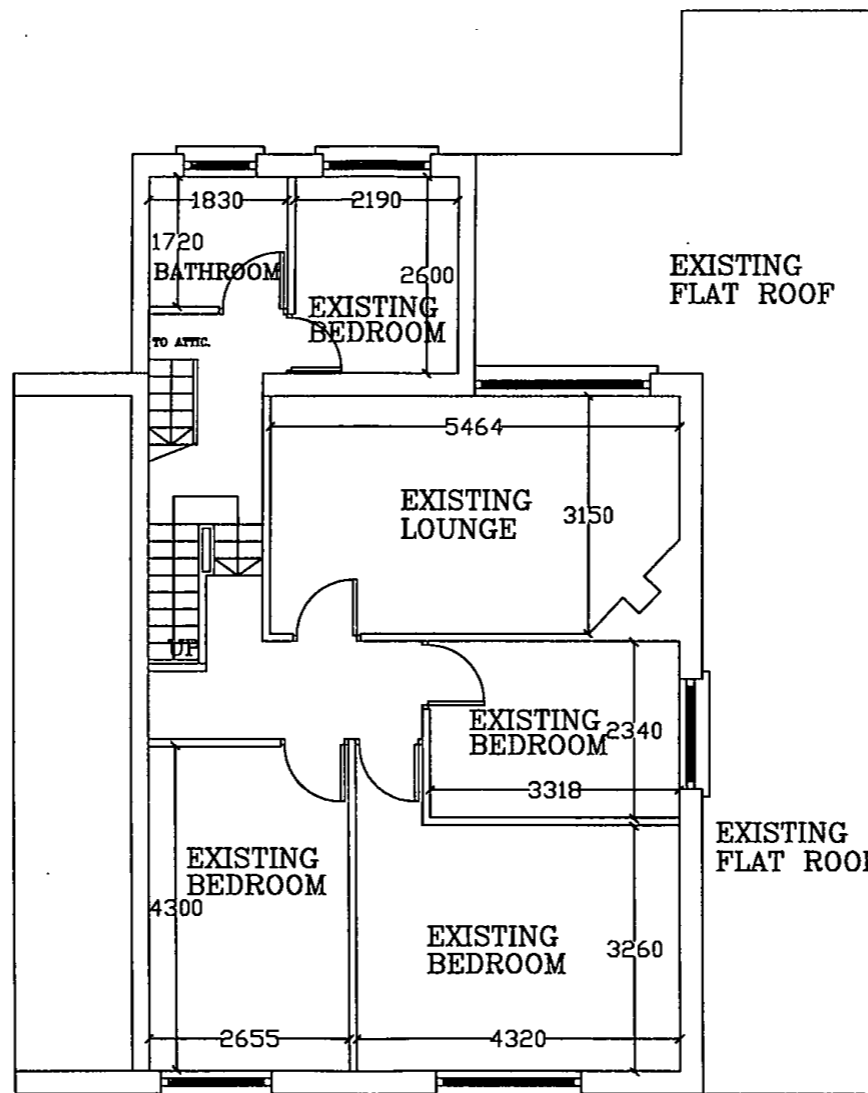 1830
2190
1720
BATHROOM
2600
EXISTING
BEDROOM
EXISTING
FLAT ROOF
TO ATTIC.
5464
EXISTING
LOUNGE
3150
UP
EXISTING
BEDROOM
2340
3318
EXISTING
FLAT ROOF
EXISTING
BEDROOM
4300
EXISTING
BEDROOM
3260
2655
4320